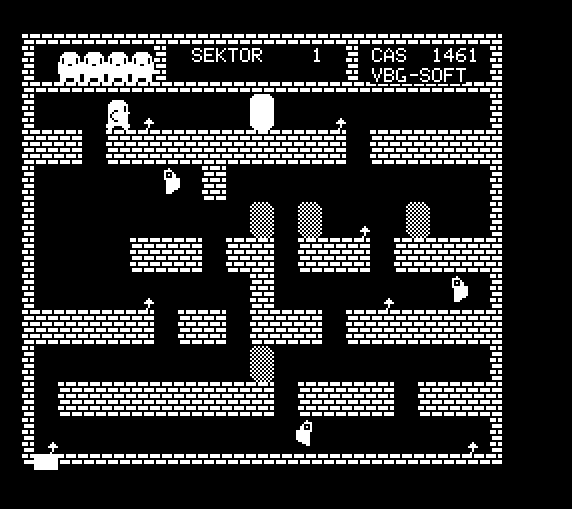 SEKTOR 1
CAS 1461
VBG-SOFT